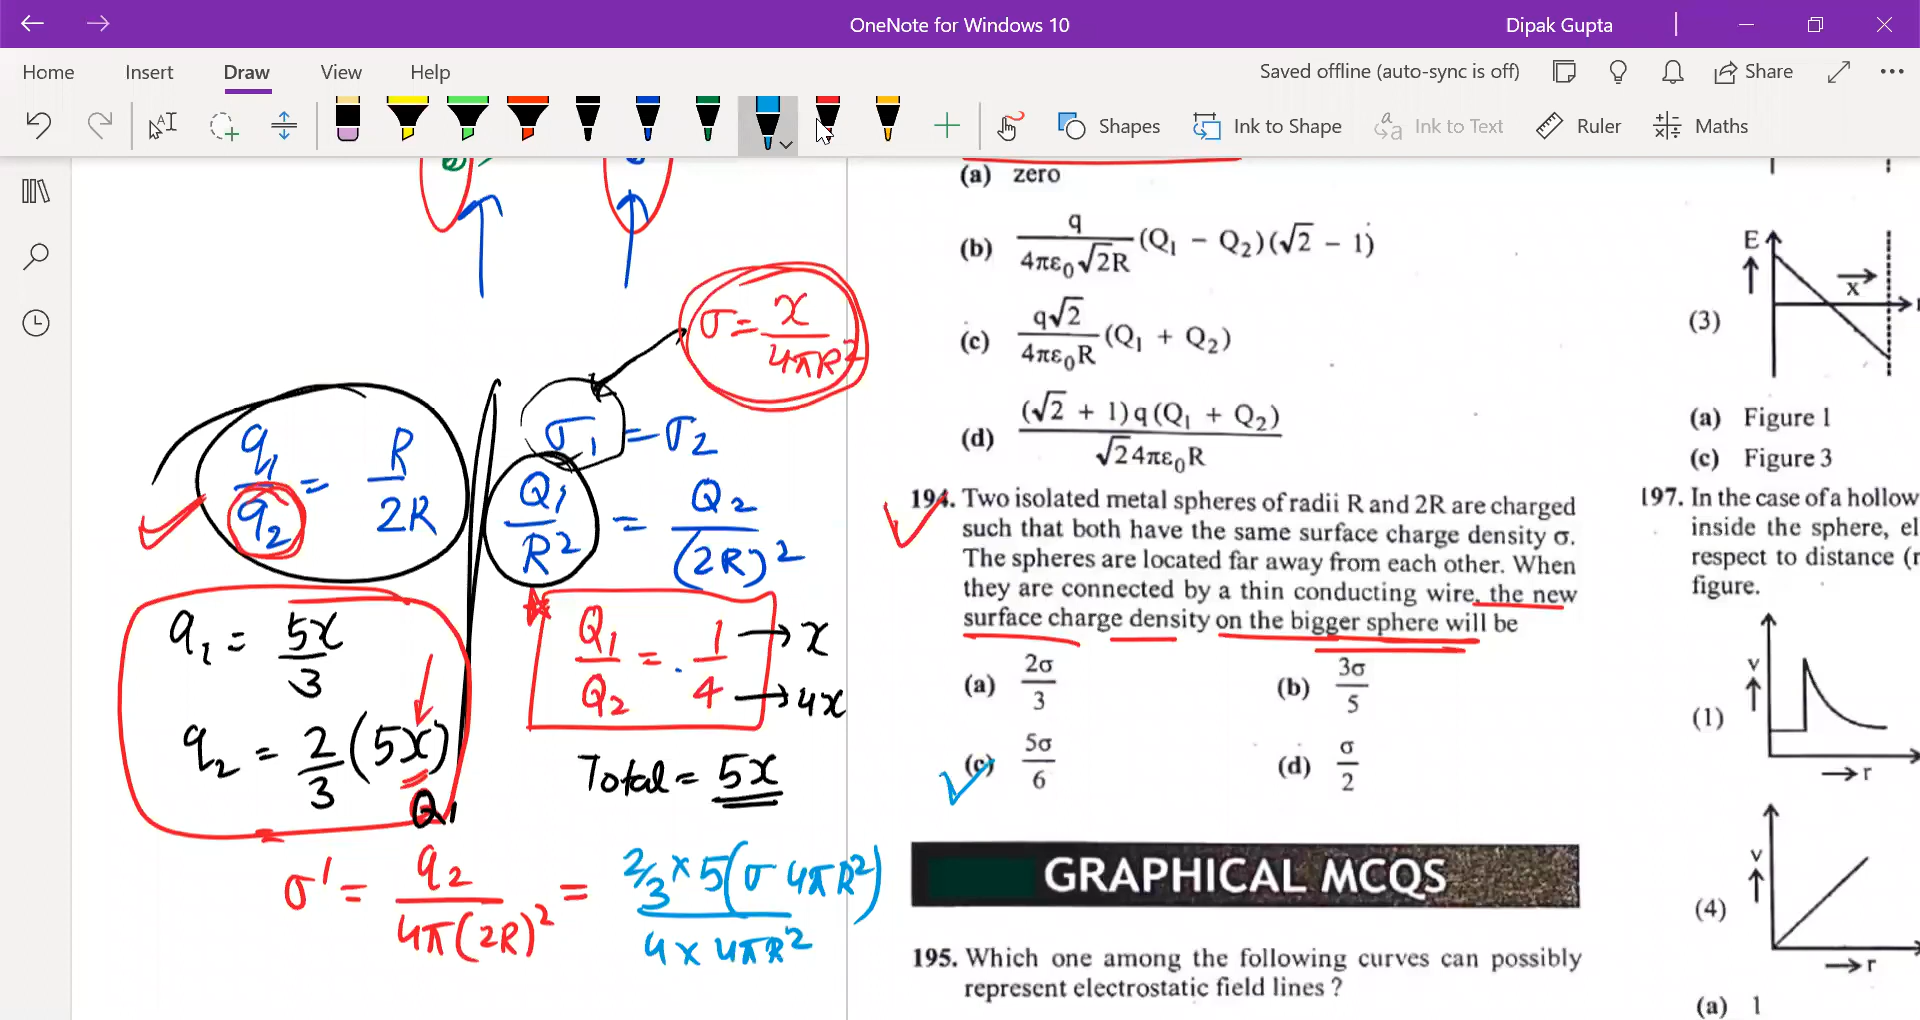 OneNote for Windows 10
Dipak Gupta
Home Insert Draw View Help
Saved offline (auto-sync is off)
Share
Shapes
Ink to Shape
Ink to Text
Ruler
Maths
σ = x / 4πR²
q₁ / q₂ = R / 2R
σ₁ = σ₂
Q₁ / R² = Q₂ / (2R)²
q₁ = 5x / 3
Q₁ / Q₂ = 1 / 4
→ x
→ 4x
q₂ = 2/3 (5x)
Q₁
Total = 5x
σ' = q₂ / 4π(2R)² = 2/3 × 5(σ 4πR²) / 4 × 4πR²
(a) zero
(b) q / 4πε₀√2R (Q₁ − Q₂)(√2 − 1)
(c) q√2 / 4πε₀R (Q₁ + Q₂)
(d) (√2 + 1) q (Q₁ + Q₂) / √2 4πε₀R
194. Two isolated metal spheres of radii R and 2R are charged
such that both have the same surface charge density σ.
The spheres are located far away from each other. When
they are connected by a thin conducting wire, the new
surface charge density on the bigger sphere will be
(a) 2σ / 3
(b) 3σ / 5
(c) 5σ / 6
(d) σ / 2
GRAPHICAL MCQS
195. Which one among the following curves can possibly
represent electrostatic field lines ?
E
x
(3)
(a) Figure 1
(c) Figure 3
197. In the case of a hollow
inside the sphere, el
respect to distance (r
figure.
V
(1)
r
V
(4)
r
(a) 1